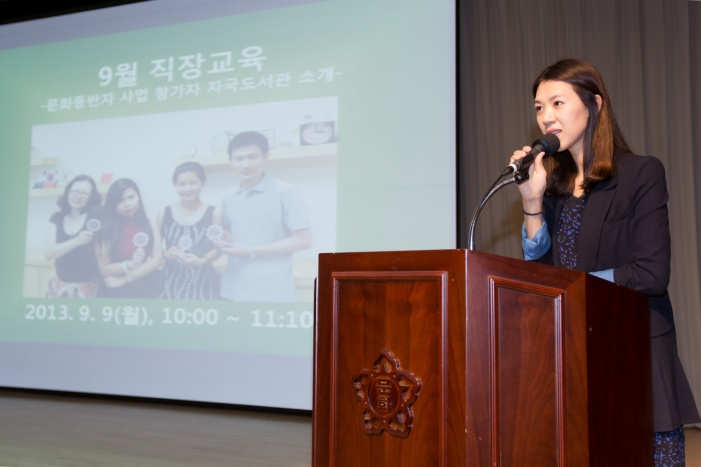 9월 직장교육
-문화동반자 사업 참가자 자국도서관 소개-
2013. 9. 9(월), 10:00 ~ 11:10